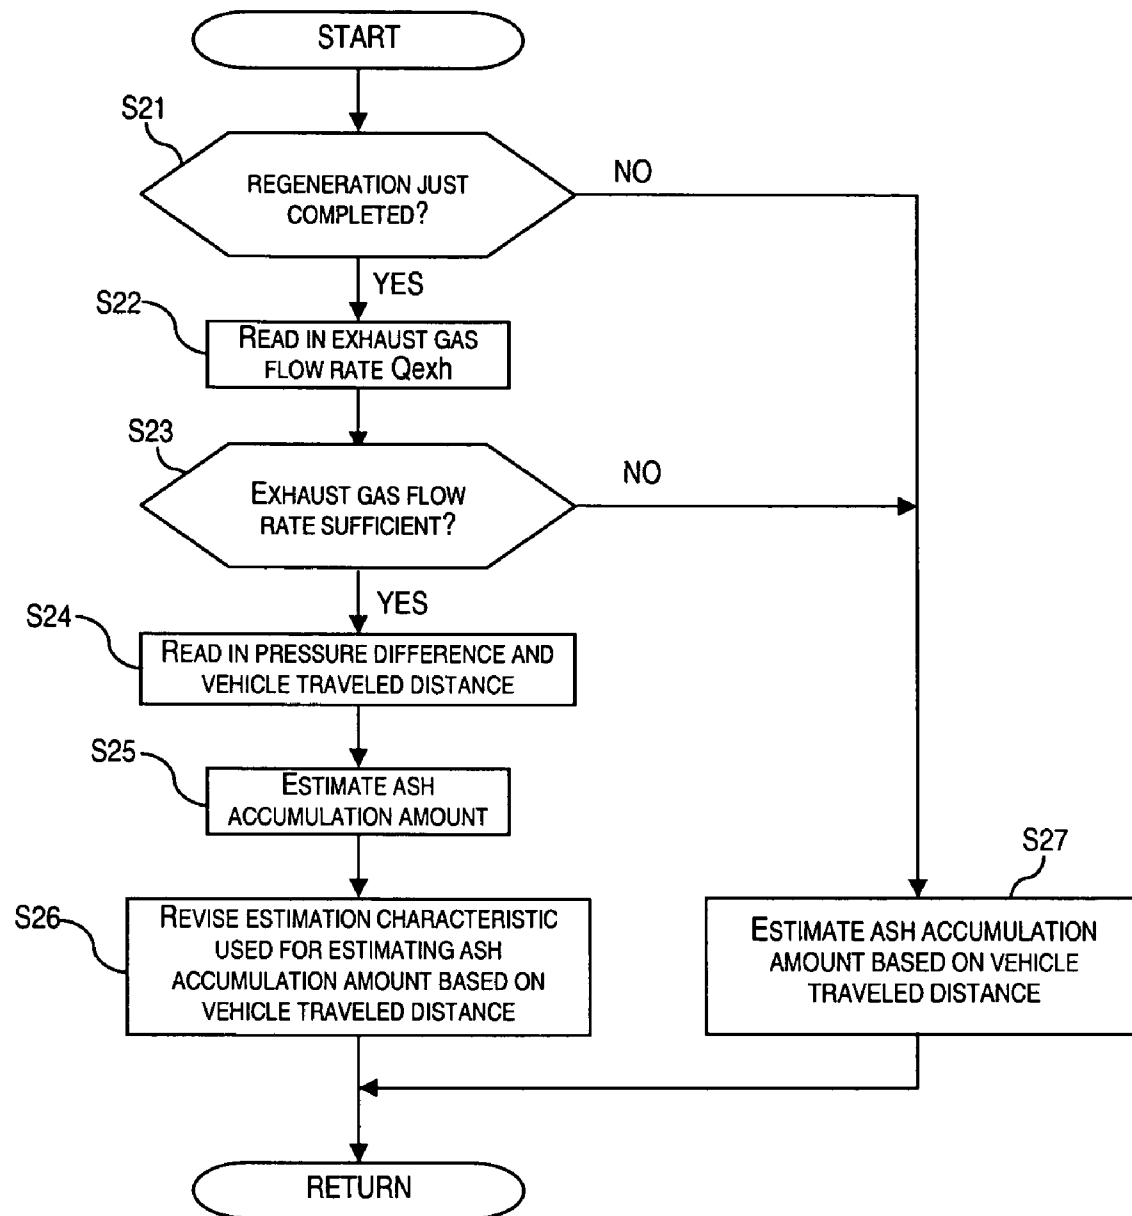 START
S21
REGENERATION JUST
COMPLETED?
NO
YES
S22
READ IN EXHAUST GAS
FLOW RATE Qexh
S23
EXHAUST GAS FLOW
RATE SUFFICIENT?
NO
YES
S24
READ IN PRESSURE DIFFERENCE AND
VEHICLE TRAVELED DISTANCE
S25
ESTIMATE ASH
ACCUMULATION AMOUNT
S26
REVISE ESTIMATION CHARACTERISTIC
USED FOR ESTIMATING ASH
ACCUMULATION AMOUNT BASED ON
VEHICLE TRAVELED DISTANCE
S27
ESTIMATE ASH ACCUMULATION
AMOUNT BASED ON VEHICLE
TRAVELED DISTANCE
RETURN